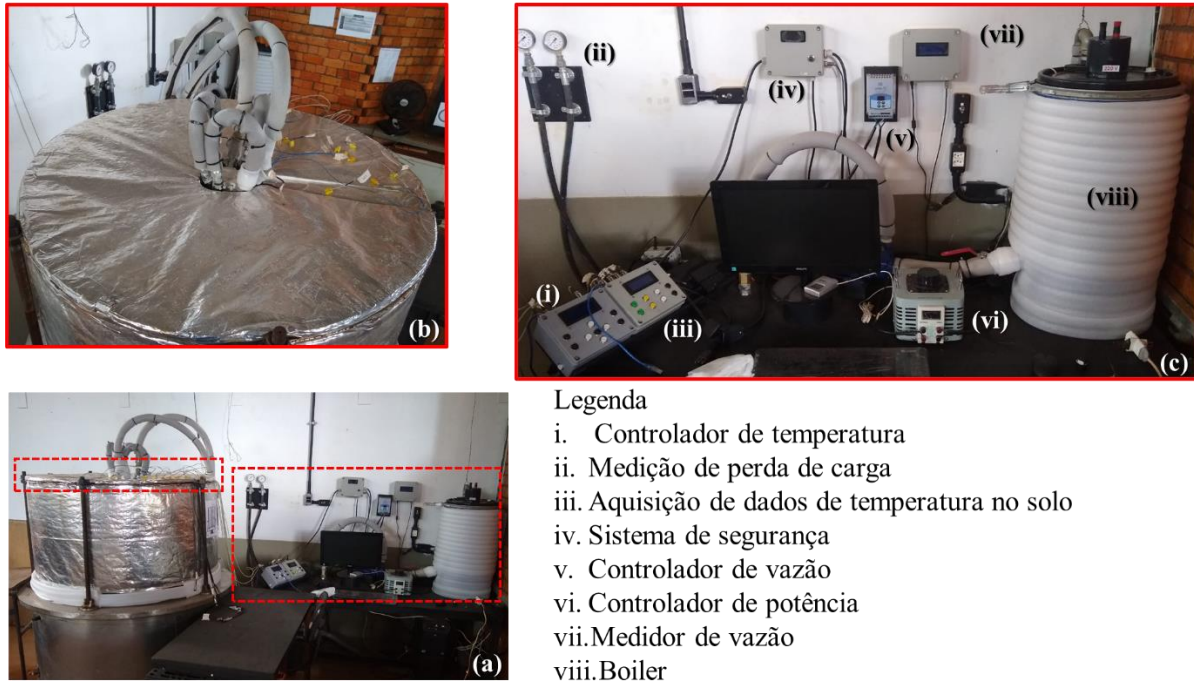 (b)
(ii)
(iv)
(vii)
(v)
(viii)
(i)
(iii)
(vi)
(c)
(a)
Legenda
i. Controlador de temperatura
ii. Medição de perda de carga
iii. Aquisição de dados de temperatura no solo
iv. Sistema de segurança
v. Controlador de vazão
vi. Controlador de potência
vii.Medidor de vazão
viii.Boiler